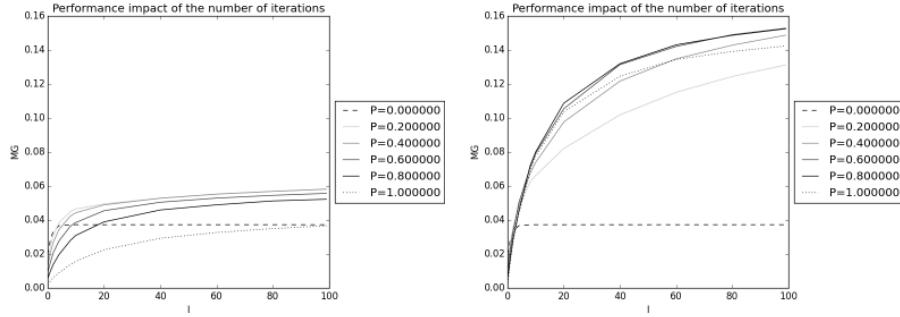 Performance impact of the number of iterations
0.16
0.14
0.12
0.10
0.08
0.06
0.04
0.02
0.00
MG
0
20
40
60
80
100
I
P=0.000000
P=0.200000
P=0.400000
P=0.600000
P=0.800000
P=1.000000
Performance impact of the number of iterations
0.16
0.14
0.12
0.10
0.08
0.06
0.04
0.02
0.00
MG
0
20
40
60
80
100
I
P=0.000000
P=0.200000
P=0.400000
P=0.600000
P=0.800000
P=1.000000